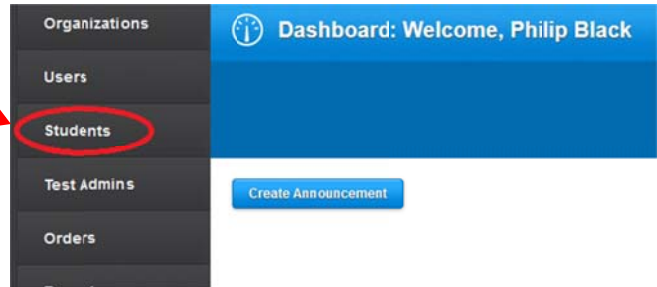 Organizations
Dashboard: Welcome, Philip Black
Users
Students
Test Admins
Create Announcement
Orders